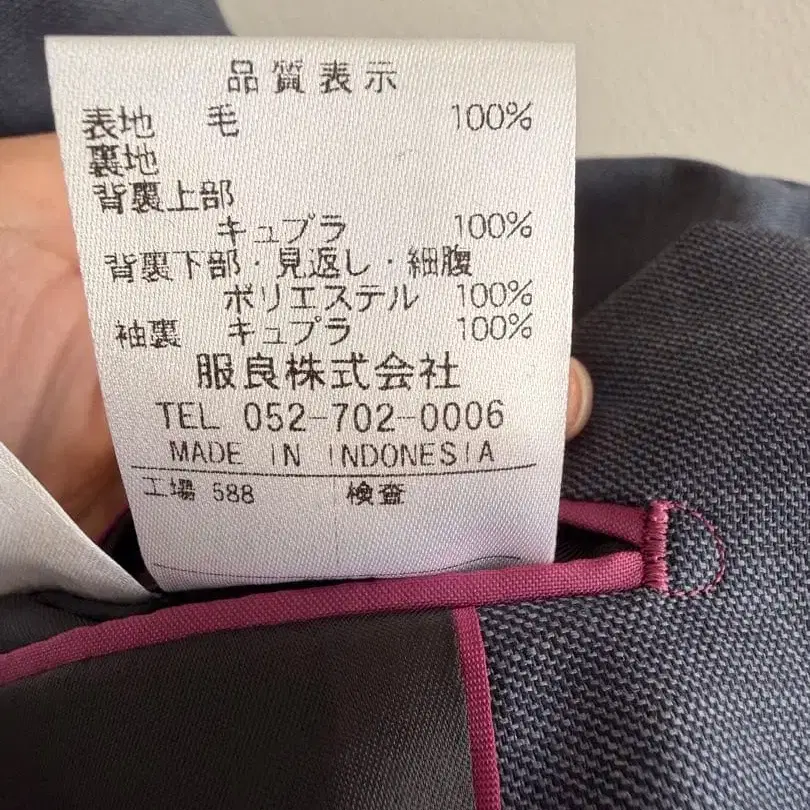 品質表示
表地 毛 100%
裏地
背裏上部
キュプラ 100%
背裏下部・見返し・細腹
ポリエステル 100%
袖裏 キュプラ 100%
服良株式会社
TEL 052-702-0006
MADE IN INDONESIA
工場 588 検査